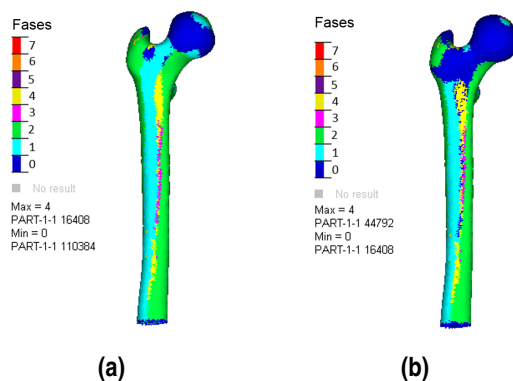 Fases
7
6
5
4
3
2
1
0
No result
Max = 4
PART-1-1 16408
Min = 0
PART-1-1 110384
(a)
Fases
7
6
5
4
3
2
1
0
No result
Max = 4
PART-1-1 44792
Min = 0
PART-1-1 16408
(b)